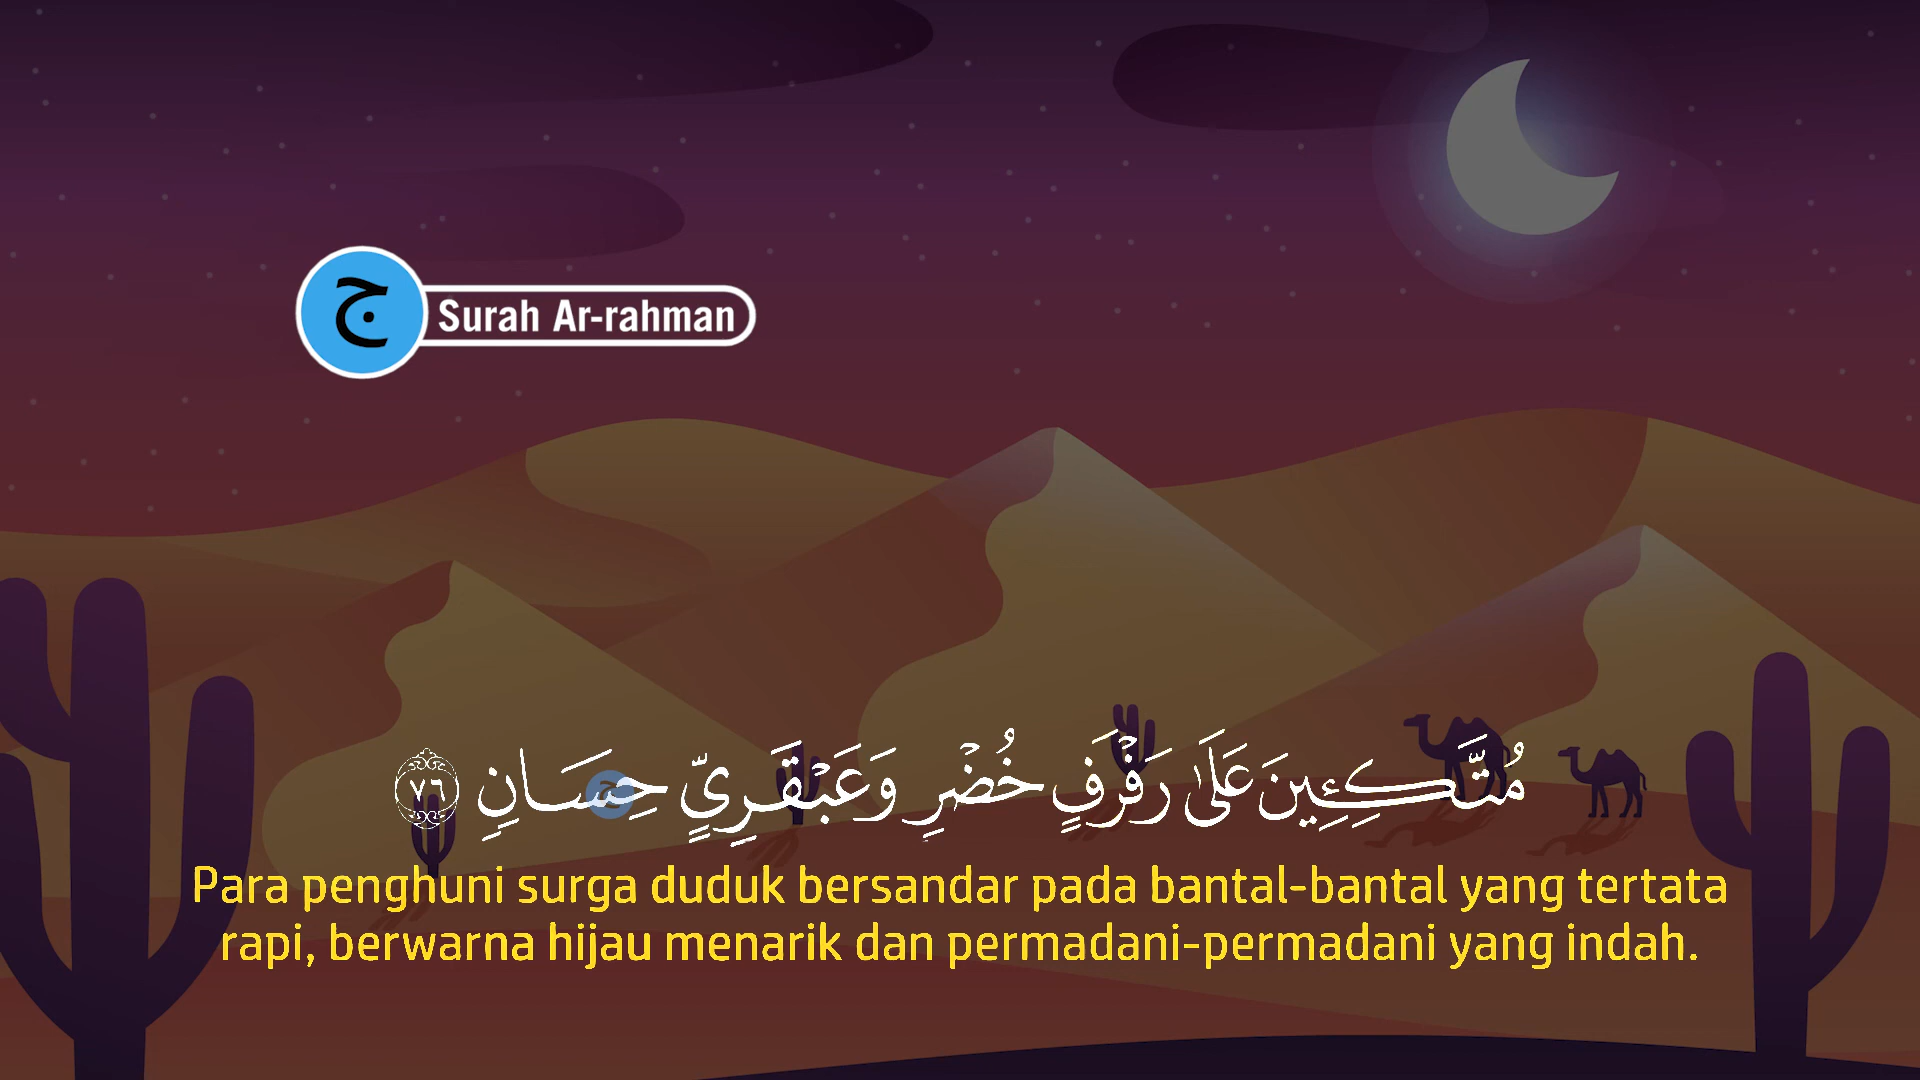 ج
Surah Ar-rahman
مُتَّكِـِٔينَ عَلَىٰ رَفْرَفٍ خُضْرٍ وَعَبْقَرِىٍّ حِسَانٍ ٧٦
ج
Para penghuni surga duduk bersandar pada bantal-bantal yang tertata
rapi, berwarna hijau menarik dan permadani-permadani yang indah.